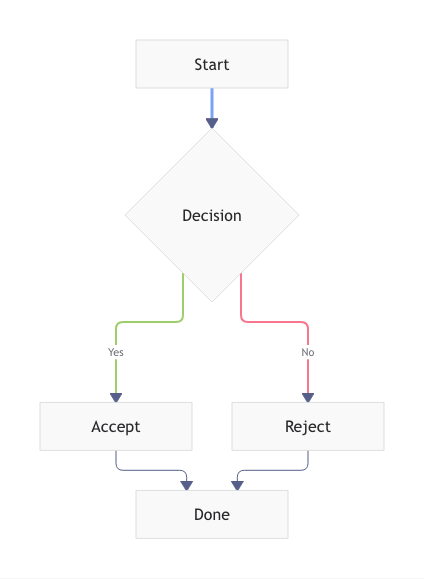 Start
Decision
Yes
No
Accept
Reject
Done